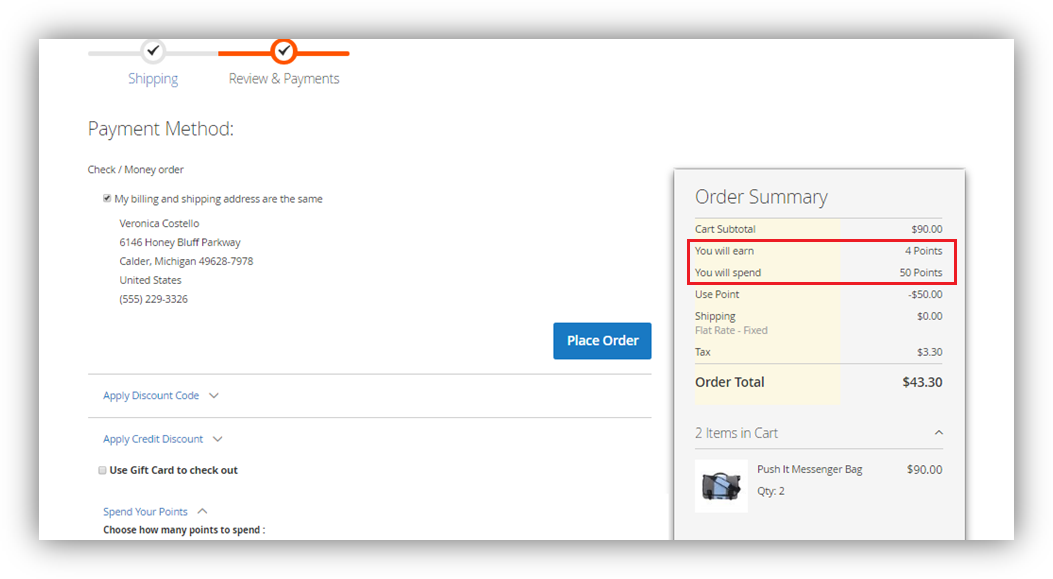 Shipping
Review & Payments
Payment Method:
Check / Money order
My billing and shipping address are the same
Veronica Costello
6146 Honey Bluff Parkway
Calder, Michigan 49628-7978
United States
(555) 229-3326
Place Order
Apply Discount Code
Apply Credit Discount
Use Gift Card to check out
Spend Your Points
Choose how many points to spend :
Order Summary
Cart Subtotal $90.00
You will earn 4 Points
You will spend 50 Points
Use Point -$50.00
Shipping $0.00
Flat Rate - Fixed
Tax $3.30
Order Total $43.30
2 Items in Cart
Push It Messenger Bag $90.00
Qty: 2